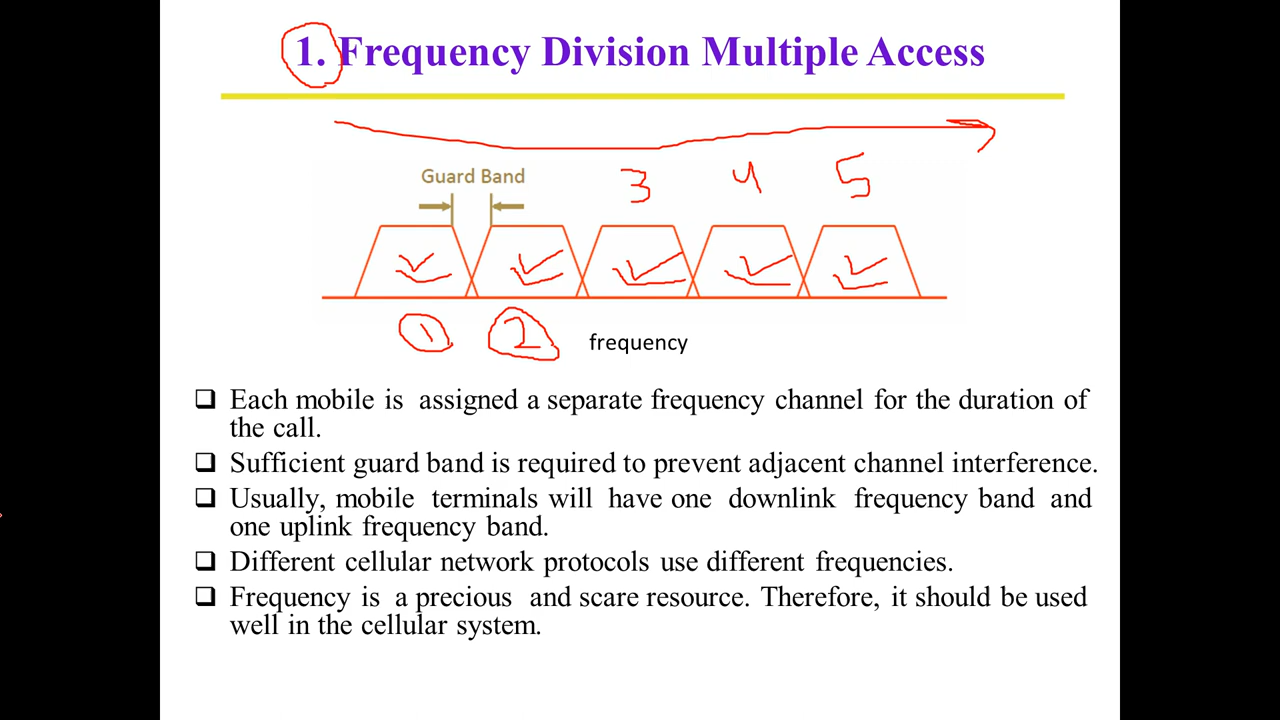 1. Frequency Division Multiple Access
Guard Band
3 4 5
1 2
frequency
❑ Each mobile is assigned a separate frequency channel for the duration of
the call.
❑ Sufficient guard band is required to prevent adjacent channel interference.
❑ Usually, mobile terminals will have one downlink frequency band and
one uplink frequency band.
❑ Different cellular network protocols use different frequencies.
❑ Frequency is a precious and scare resource. Therefore, it should be used
well in the cellular system.